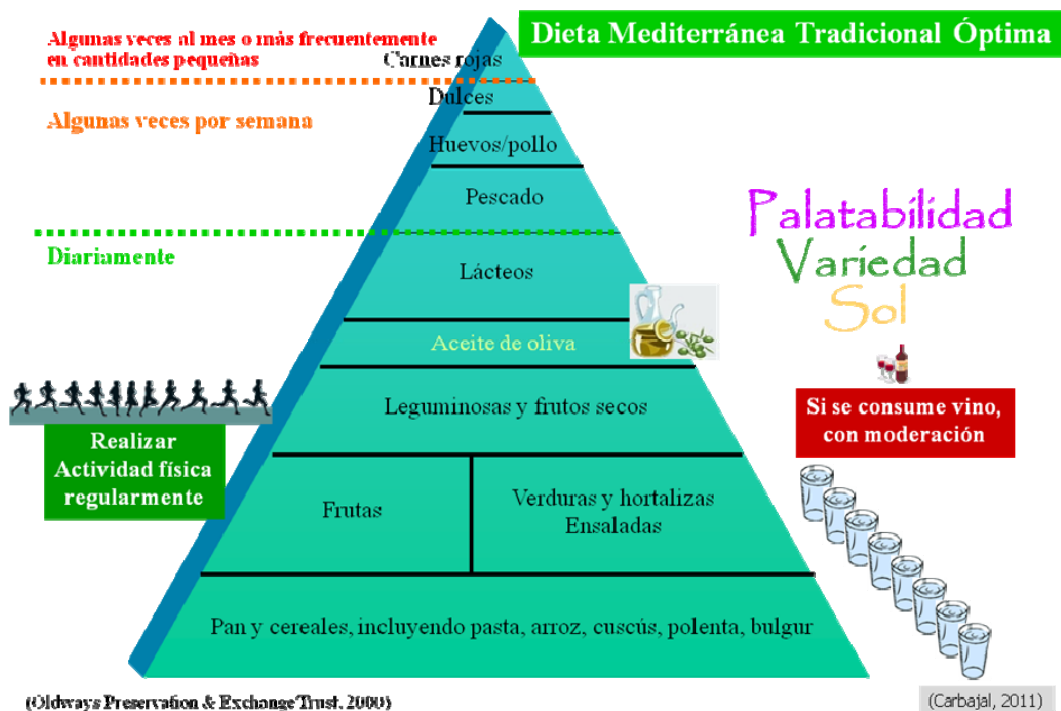 Dieta Mediterránea Tradicional Óptima
Algunas veces al mes o más frecuentemente
en cantidades pequeñas
Carnes rojas
Dulces
Algunas veces por semana
Huevos/pollo
Pescado
Palatabilidad
Variedad
Sol
Diariamente
Lácteos
Aceite de oliva
Leguminosas y frutos secos
Si se consume vino,
con moderación
Realizar
Actividad física
regularmente
Frutas
Verduras y hortalizas
Ensaladas
Pan y cereales, incluyendo pasta, arroz, cuscús, polenta, bulgur
(Oldways Preservation & Exchange Trust, 2000)
(Carbajal, 2011)